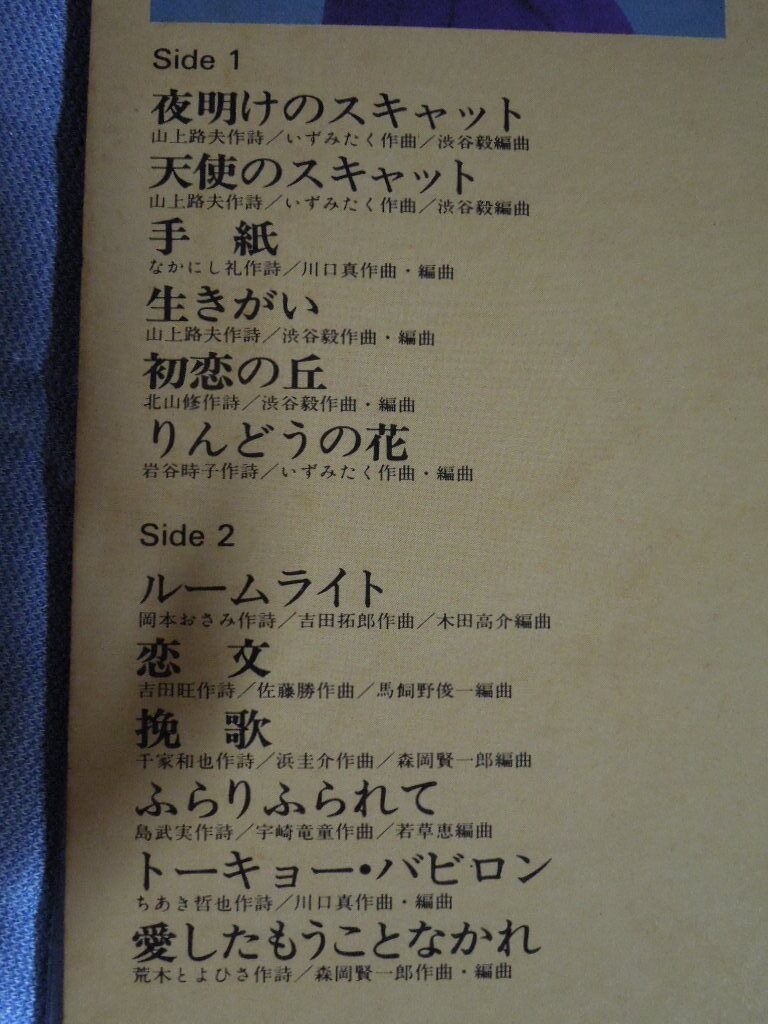 Side 1
夜明けのスキャット
山上路夫作詩／いずみたく作曲／渋谷毅編曲
天使のスキャット
山上路夫作詩／いずみたく作曲／渋谷毅編曲
手　紙
なかにし礼作詩／川口真作曲・編曲
生きがい
山上路夫作詩／渋谷毅作曲・編曲
初恋の丘
北山修作詩／渋谷毅作曲・編曲
りんどうの花
岩谷時子作詩／いずみたく作曲・編曲
Side 2
ルームライト
岡本おさみ作詩／吉田拓郎作曲／木田高介編曲
恋　文
吉田旺作詩／佐藤勝作曲／馬飼野俊一編曲
挽　歌
千家和也作詩／浜圭介作曲／森岡賢一郎編曲
ふらりふられて
島武実作詩／宇崎竜童作曲／若草恵編曲
トーキョー・バビロン
ちあき哲也作詩／川口真作曲・編曲
愛したもうことなかれ
荒木とよひさ作詩／森岡賢一郎作曲・編曲